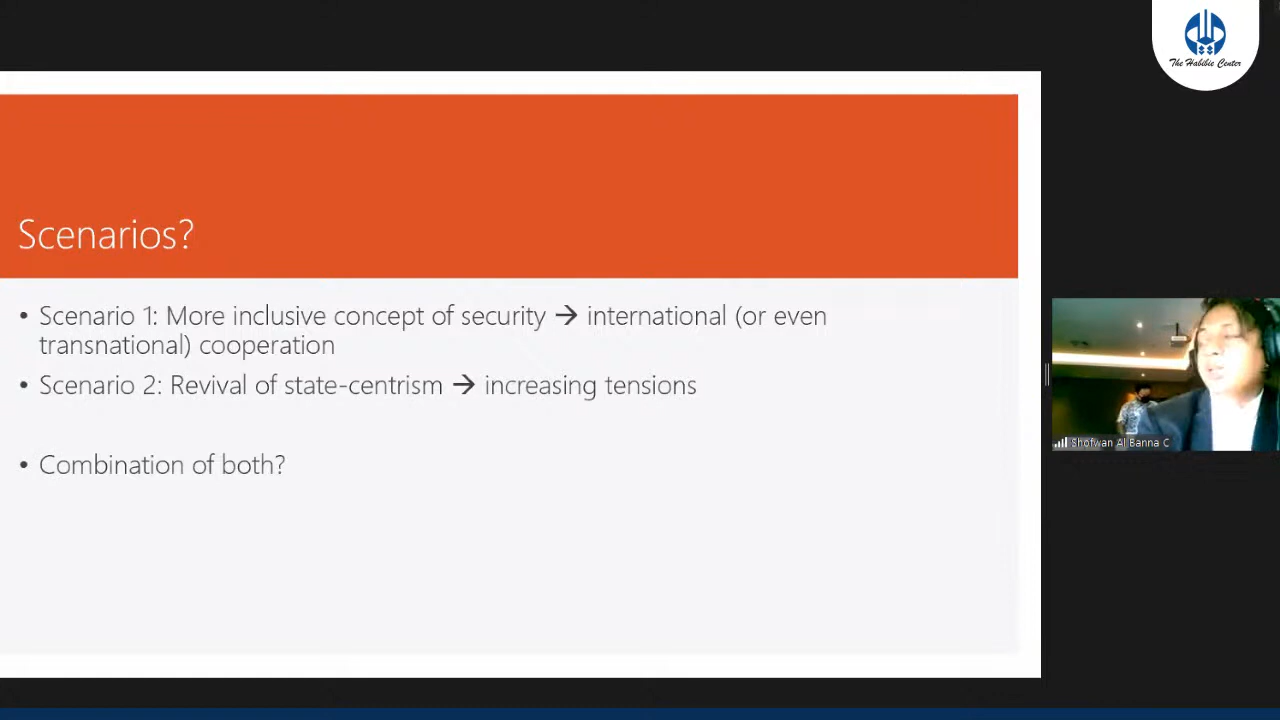 The Habibie Center
Scenarios?
• Scenario 1: More inclusive concept of security → international (or even
transnational) cooperation
• Scenario 2: Revival of state-centrism → increasing tensions
• Combination of both?
Shofwan Al Banna C